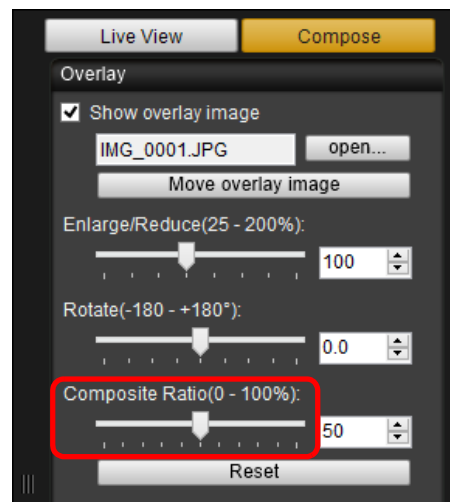 Live View Compose
Overlay
Show overlay image
IMG_0001.JPG open...
Move overlay image
Enlarge/Reduce(25 - 200%):
100
Rotate(-180 - +180°):
0.0
Composite Ratio(0 - 100%):
50
Reset